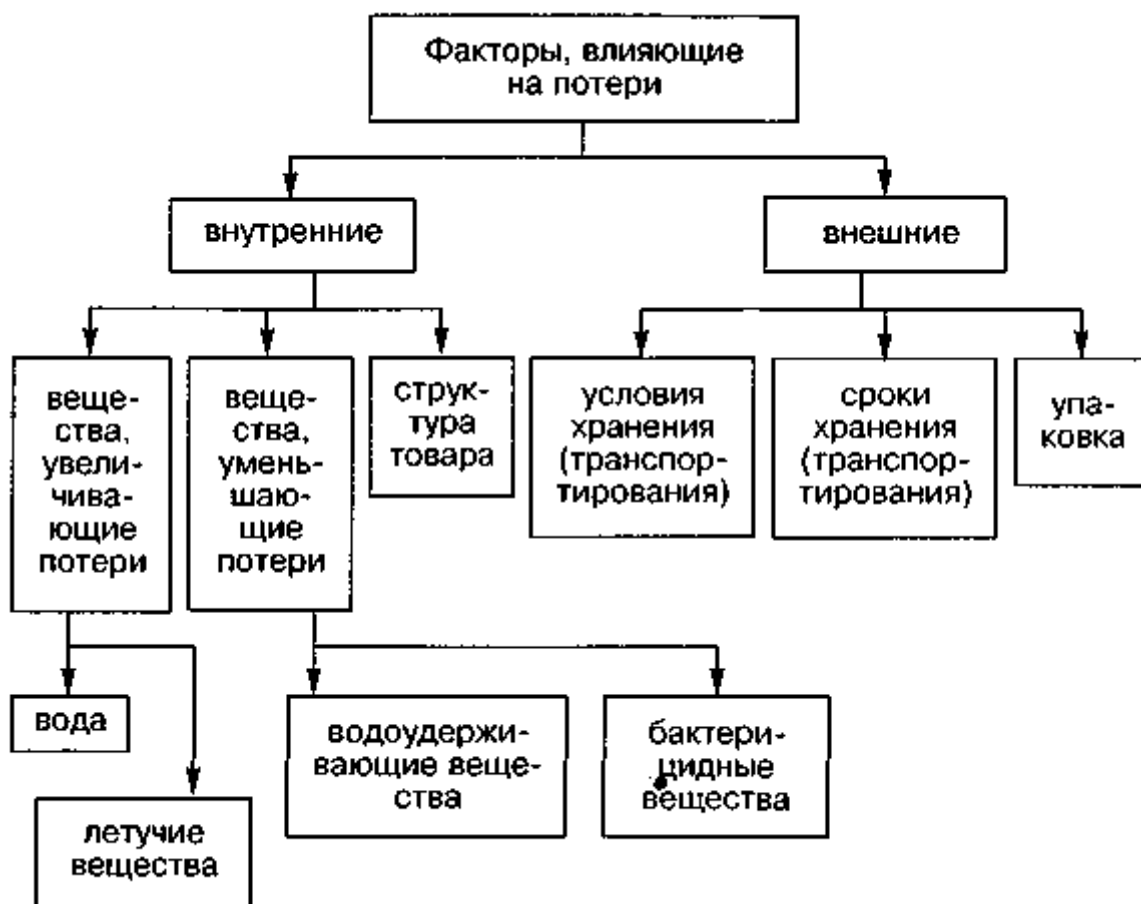 Факторы, влияющие
на потери
внутренние
внешние
веще-
ства,
увели-
чива-
ющие
потери
веще-
ства,
умень-
шаю-
щие
потери
струк-
тура
товара
условия
хранения
(транспор-
тирования)
сроки
хранения
(транспор-
тирования)
упа-
ковка
вода
летучие
вещества
водоудержи-
вающие веще-
ства
бактери-
цидные
вещества